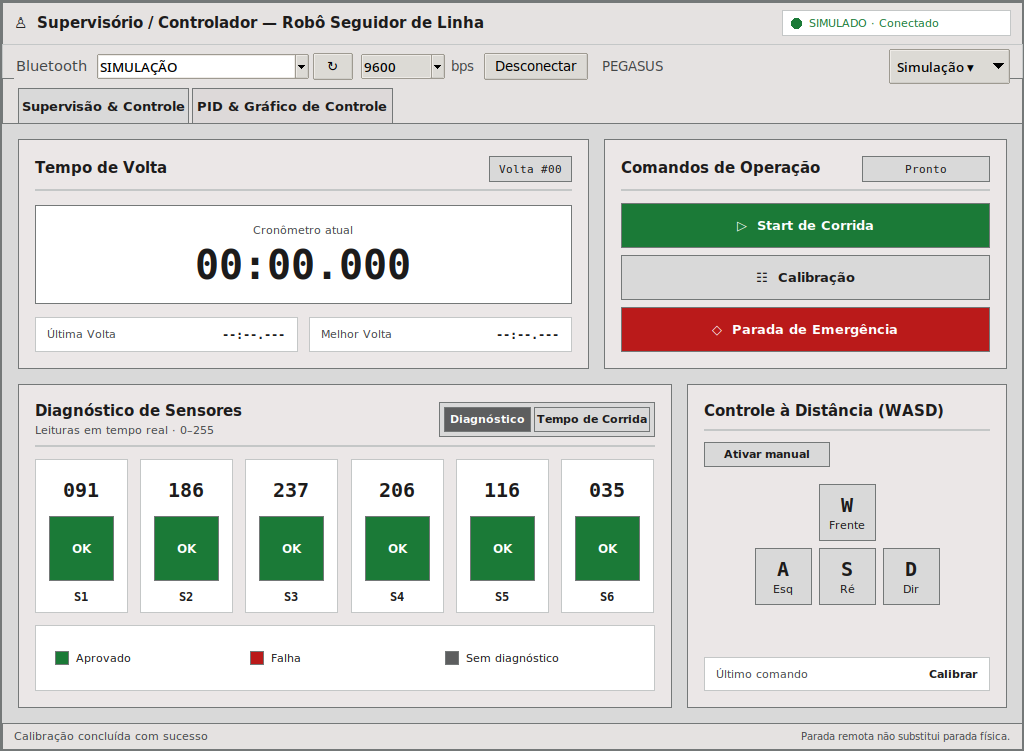 Supervisório / Controlador — Robô Seguidor de Linha
SIMULADO · Conectado
Bluetooth SIMULAÇÃO 9600 bps Desconectar PEGASUS Simulação
Supervisão & Controle PID & Gráfico de Controle
Tempo de Volta
Volta #00
Cronômetro atual
00:00.000
Última Volta --:--.---
Melhor Volta --:--.---
Comandos de Operação
Pronto
Start de Corrida
Calibração
Parada de Emergência
Diagnóstico de Sensores
Leituras em tempo real · 0–255
Diagnóstico Tempo de Corrida
091 186 237 206 116 035
OK OK OK OK OK OK
S1 S2 S3 S4 S5 S6
Aprovado Falha Sem diagnóstico
Controle à Distância (WASD)
Ativar manual
W
Frente
A S D
Esq Ré Dir
Último comando Calibrar
Calibração concluída com sucesso
Parada remota não substitui parada física.